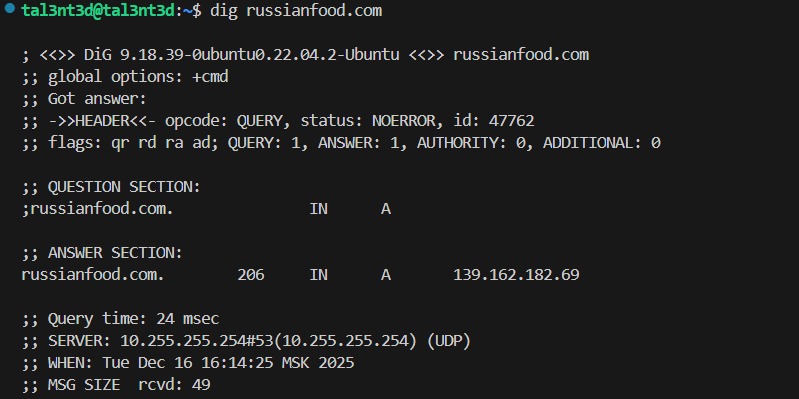 tal3nt3d@tal3nt3d:~$ dig russianfood.com
; <<>> DiG 9.18.39-0ubuntu0.22.04.2-Ubuntu <<>> russianfood.com
;; global options: +cmd
;; Got answer:
;; ->>HEADER<<- opcode: QUERY, status: NOERROR, id: 47762
;; flags: qr rd ra ad; QUERY: 1, ANSWER: 1, AUTHORITY: 0, ADDITIONAL: 0
;; QUESTION SECTION:
;russianfood.com. IN A
;; ANSWER SECTION:
russianfood.com. 206 IN A 139.162.182.69
;; Query time: 24 msec
;; SERVER: 10.255.255.254#53(10.255.255.254) (UDP)
;; WHEN: Tue Dec 16 16:14:25 MSK 2025
;; MSG SIZE rcvd: 49